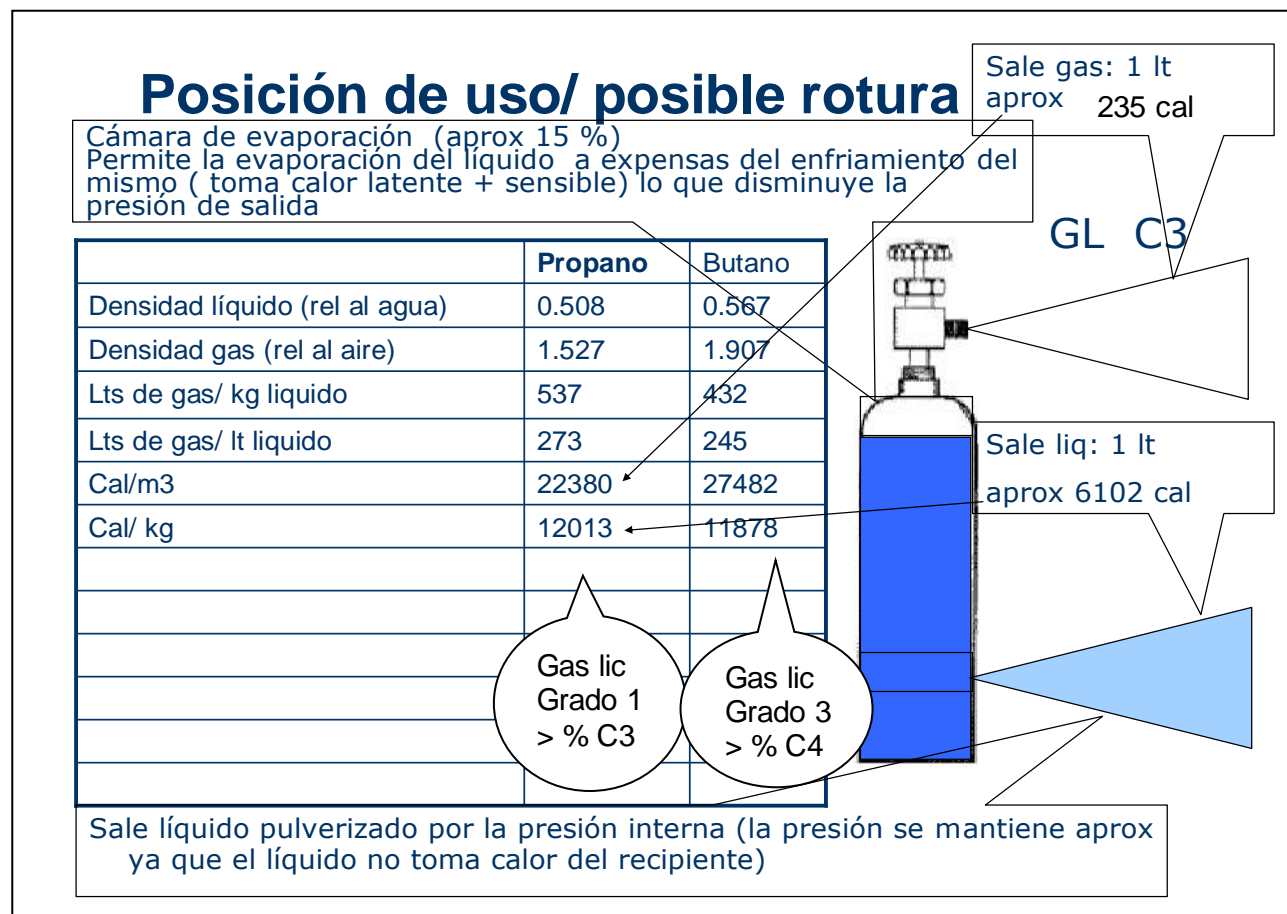 Posición de uso/ posible rotura
Sale gas: 1 lt
aprox 235 cal
Cámara de evaporación (aprox 15 %)
Permite la evaporación del líquido a expensas del enfriamiento del
mismo ( toma calor latente + sensible) lo que disminuye la
presión de salida
GL C3
Propano Butano
Densidad líquido (rel al agua) 0.508 0.567
Densidad gas (rel al aire) 1.527 1.907
Lts de gas/ kg liquido 537 432
Lts de gas/ lt liquido 273 245
Cal/m3 22380 27482
Cal/ kg 12013 11878
Sale liq: 1 lt
aprox 6102 cal
Gas lic
Grado 1
> % C3
Gas lic
Grado 3
> % C4
Sale líquido pulverizado por la presión interna (la presión se mantiene aprox
ya que el líquido no toma calor del recipiente)